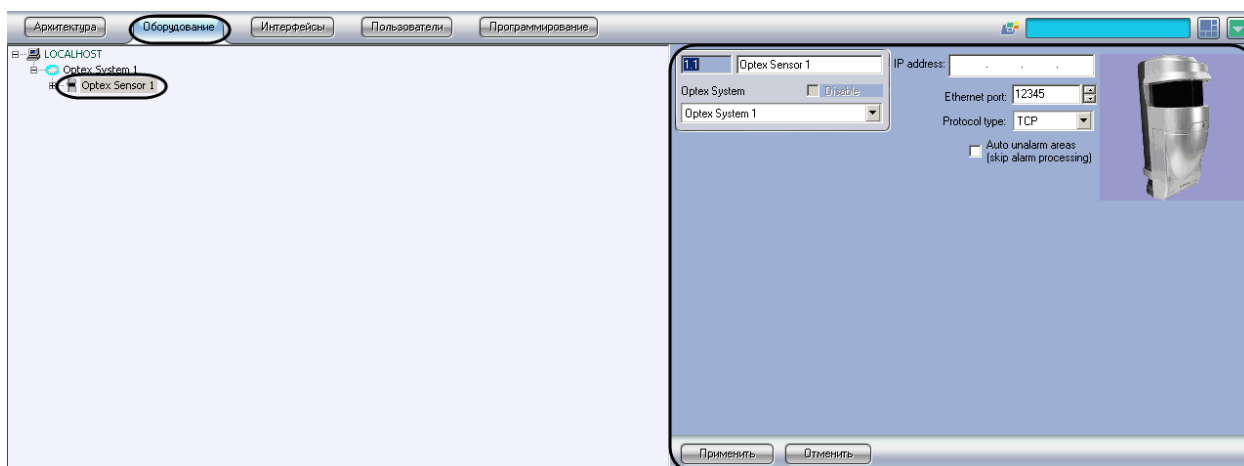 Архитектура Оборудование Интерфейсы Пользователи Программирование
LOCALHOST
Optex System 1
Optex Sensor 1
1.1 Optex Sensor 1
Optex System Disable
Optex System 1
IP address: . . .
Ethernet port: 12345
Protocol type: TCP
Auto unalarm areas
(skip alarm processing)
Применить Отменить